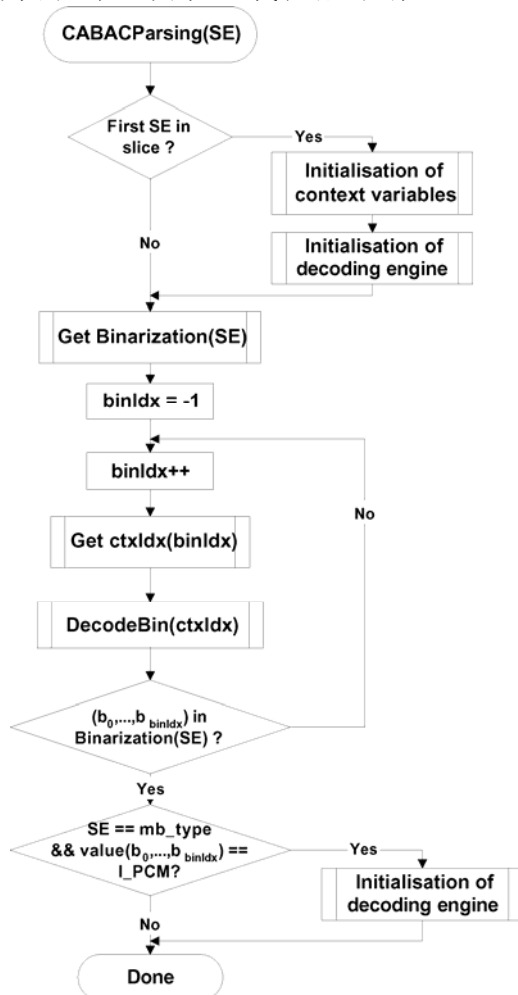 CABACParsing(SE)
First SE in
slice ?
Yes
Initialisation of
context variables
No
Initialisation of
decoding engine
Get Binarization(SE)
binIdx = -1
binIdx++
No
Get ctxIdx(binIdx)
DecodeBin(ctxIdx)
(b0,...,b binIdx) in
Binarization(SE) ?
Yes
SE == mb_type
&& value(b0,...,b binIdx) ==
I_PCM?
Yes
Initialisation of
decoding engine
No
Done